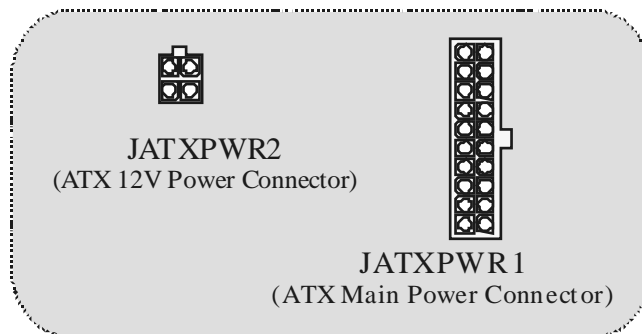 JATXPWR2
(ATX 12V Power Connector)
JATXPWR1
(ATX Main Power Connector)